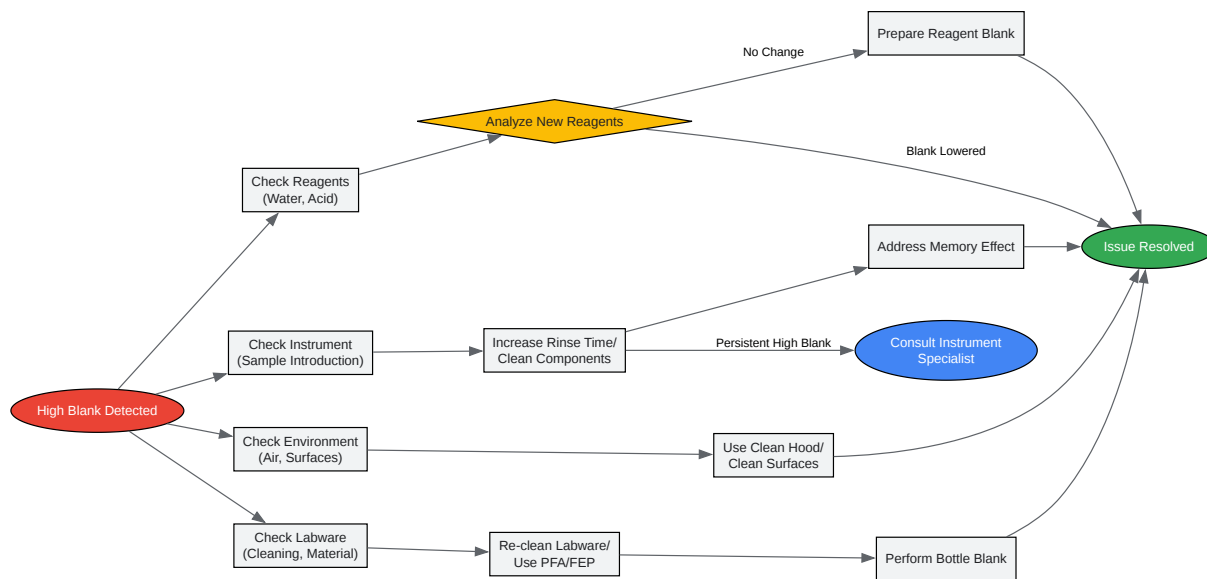 Prepare Reagent Blank
No Change
Analyze New Reagents
Blank Lowered
Check Reagents
(Water, Acid)
Address Memory Effect
Issue Resolved
Check Instrument
(Sample Introduction)
Increase Rinse Time/
Clean Components
Persistent High Blank
Consult Instrument
Specialist
High Blank Detected
Check Environment
(Air, Surfaces)
Use Clean Hood/
Clean Surfaces
Check Labware
(Cleaning, Material)
Re-clean Labware/
Use PFA/FEP
Perform Bottle Blank